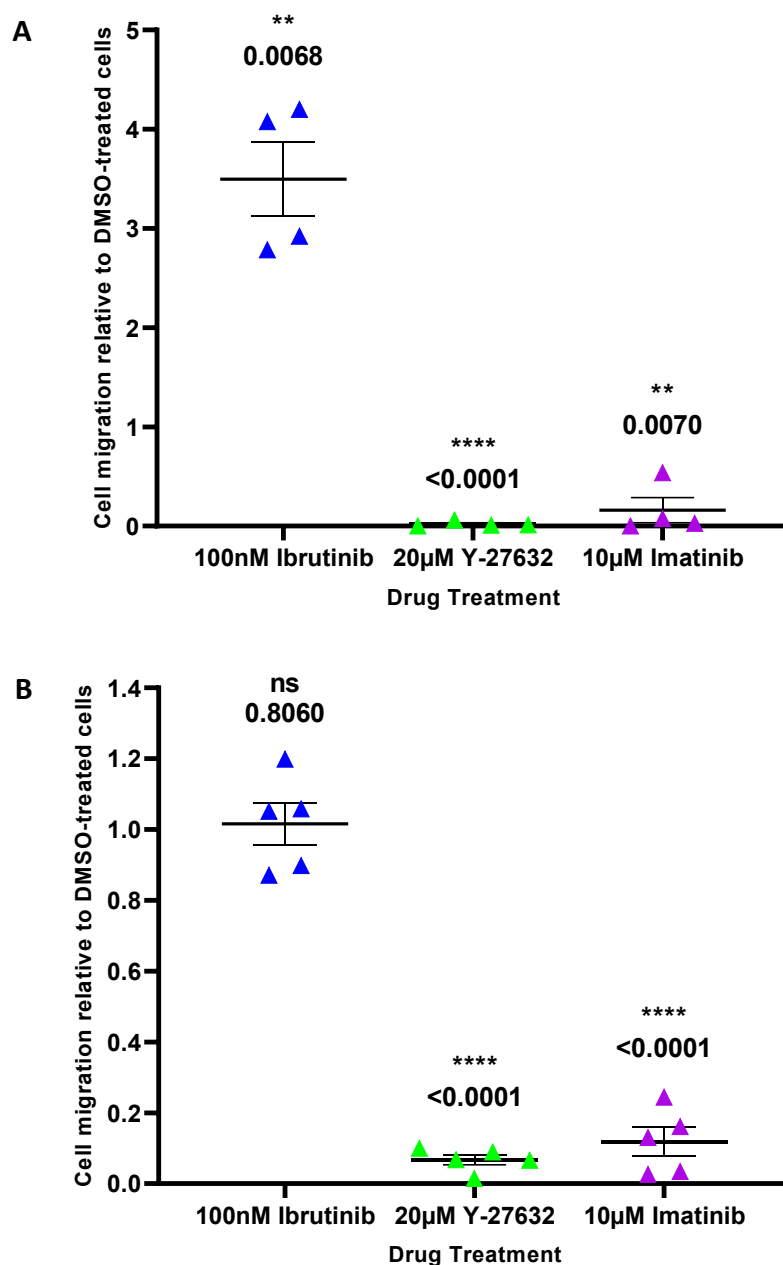 A
Cell migration relative to DMSO-treated cells
5
4
3
2
1
0
**
0.0068
****
<0.0001
**
0.0070
100nM Ibrutinib
20µM Y-27632
10µM Imatinib
Drug Treatment
B
Cell migration relative to DMSO-treated cells
1.4
1.2
1.0
0.8
0.6
0.4
0.2
0.0
ns
0.8060
****
<0.0001
****
<0.0001
100nM Ibrutinib
20µM Y-27632
10µM Imatinib
Drug Treatment